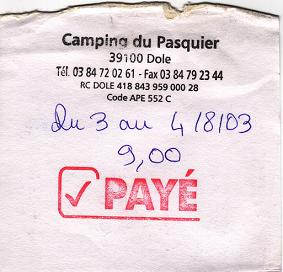 Camping du Pasquier
39100 Dole
Tél. 03 84 72 02 61 - Fax 03 84 79 23 44
RC DOLE 418 843 959 000 28
Code APE 552 C
du 3 au 4/8/03
9,00
PAYÉ